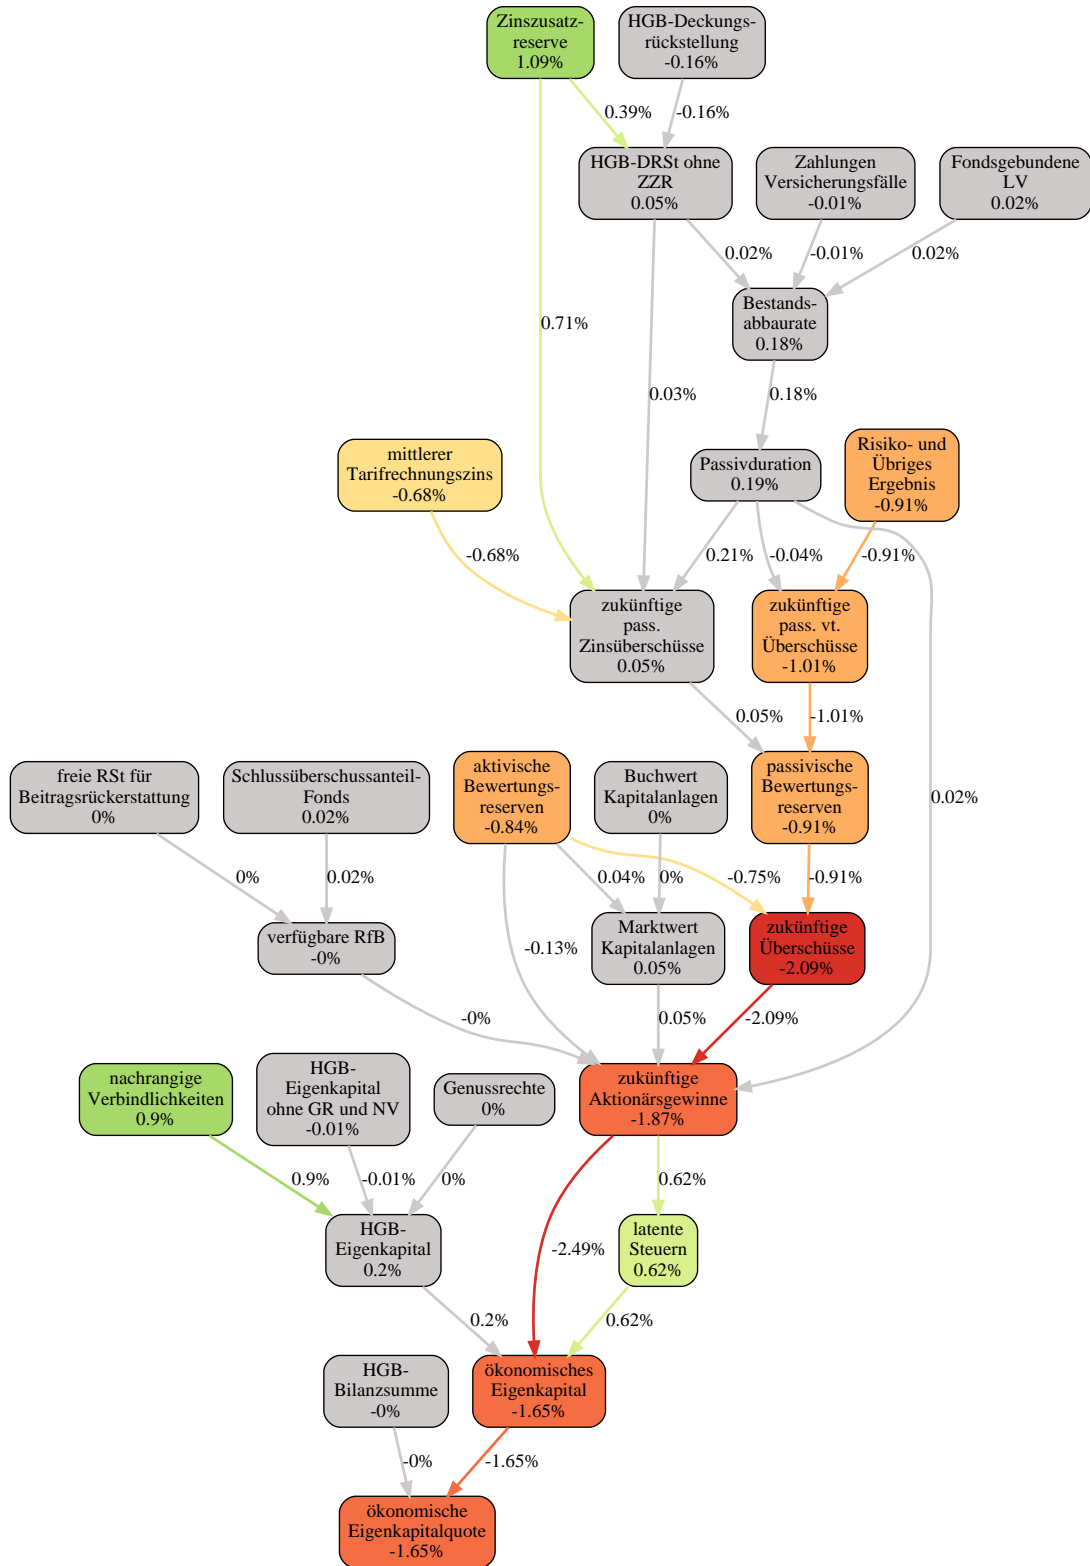 Zinszusatz-
reserve
1.09%
HGB-Deckungs-
rückstellung
-0.16%
0.39%
-0.16%
HGB-DRSt ohne
ZZR
0.05%
Zahlungen
Versicherungsfälle
-0.01%
Fondsgebundene
LV
0.02%
0.02%
-0.01%
0.02%
Bestands-
abbaurate
0.18%
0.71%
0.03%
0.18%
mittlerer
Tarifrechnungszins
-0.68%
Passivduration
0.19%
Risiko- und
Übriges
Ergebnis
-0.91%
-0.68%
0.21%
-0.04%
-0.91%
zukünftige
pass.
Zinsüberschüsse
0.05%
zukünftige
pass. vt.
Überschüsse
-1.01%
0.05%
-1.01%
freie RSt für
Beitragsrückerstattung
0%
Schlussüberschussanteil-
Fonds
0.02%
aktivische
Bewertungs-
reserven
-0.84%
Buchwert
Kapitalanlagen
0%
passivische
Bewertungs-
reserven
-0.91%
0.02%
0%
0.02%
0.04%
0%
-0.75%
-0.91%
verfügbare RfB
-0%
-0.13%
Marktwert
Kapitalanlagen
0.05%
zukünftige
Überschüsse
-2.09%
-0%
0.05%
-2.09%
nachrangige
Verbindlichkeiten
0.9%
HGB-
Eigenkapital
ohne GR und NV
-0.01%
Genussrechte
0%
zukünftige
Aktionärsgewinne
-1.87%
0.9%
-0.01%
0%
0.62%
HGB-
Eigenkapital
0.2%
-2.49%
latente
Steuern
0.62%
0.2%
0.62%
HGB-
Bilanzsumme
-0%
ökonomisches
Eigenkapital
-1.65%
-0%
-1.65%
ökonomische
Eigenkapitalquote
-1.65%